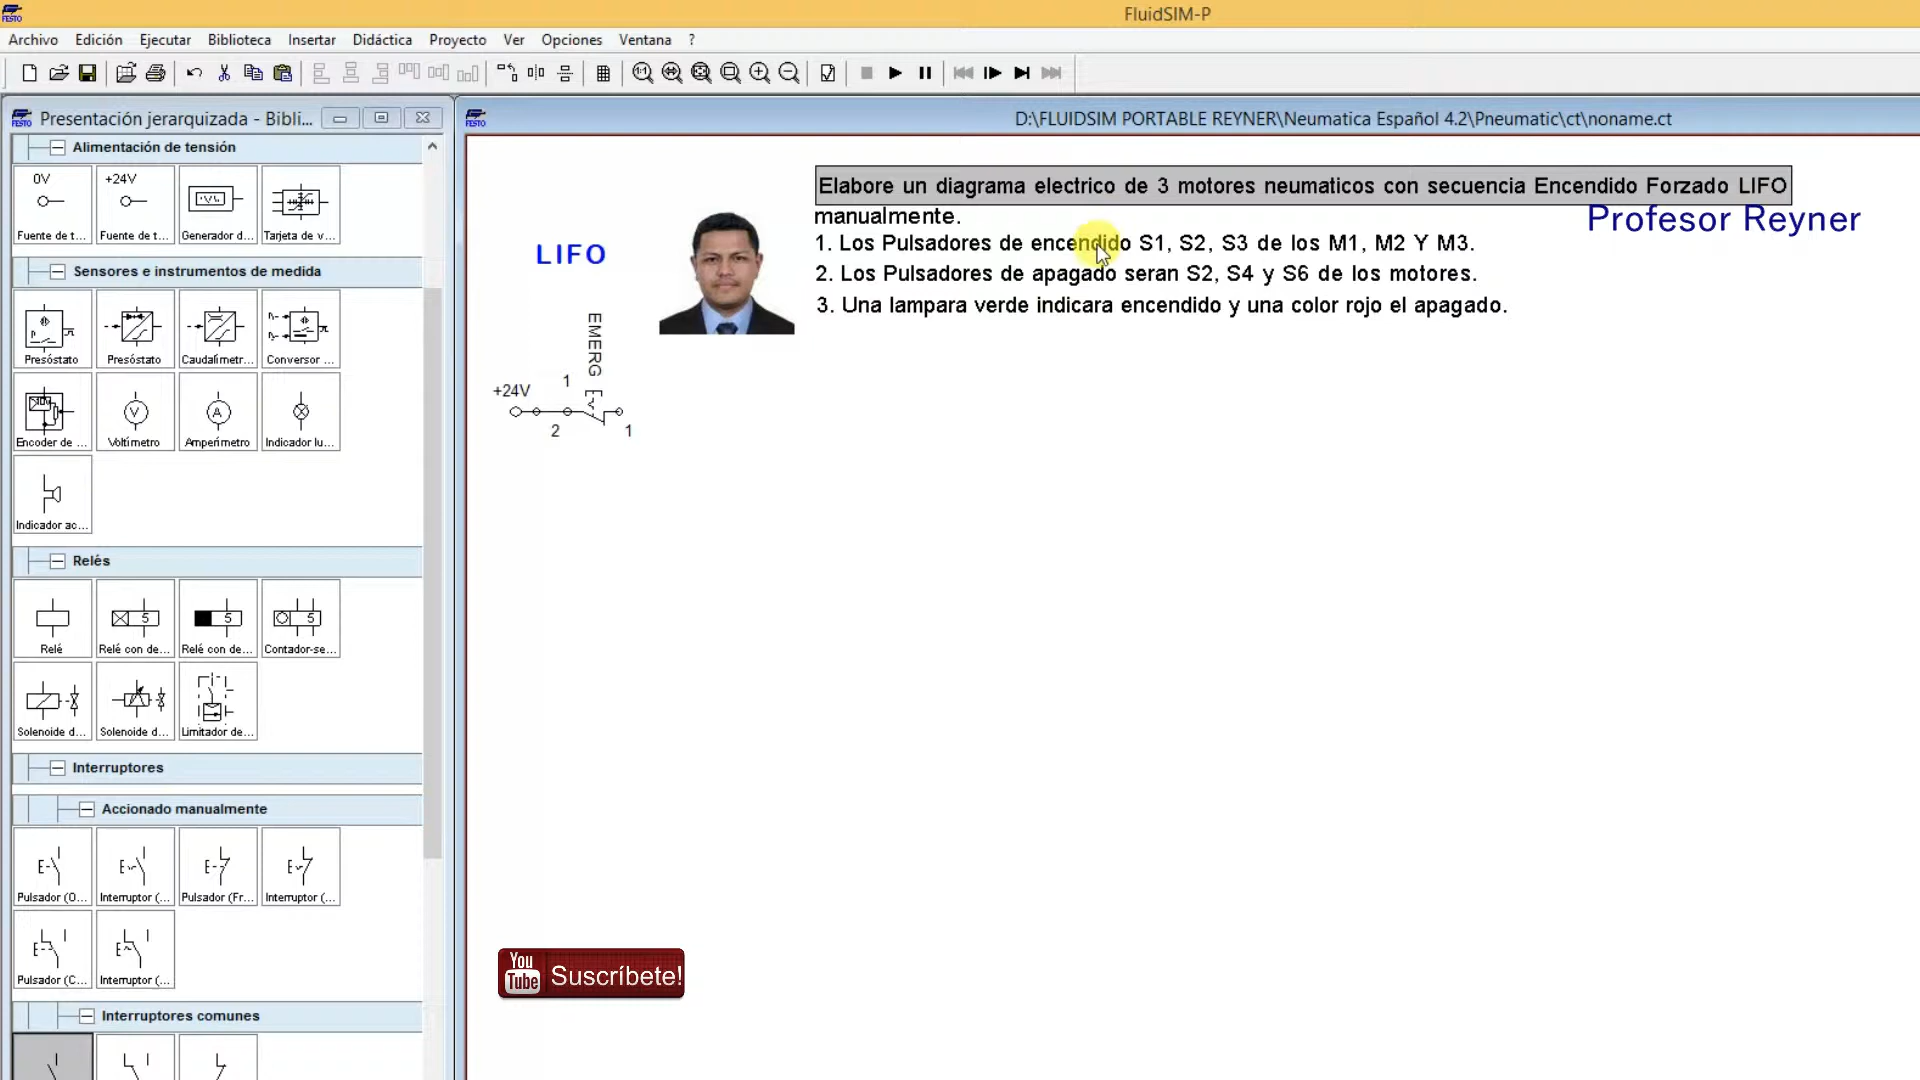 FluidSIM-P
FESTO
Archivo Edición Ejecutar Biblioteca Insertar Didáctica Proyecto Ver Opciones Ventana ?
Presentación jerarquizada - Bibli...
D:\FLUIDSIM PORTABLE REYNER\Neumatica Español 4.2\Pneumatic\ct\noname.ct
Alimentación de tensión
0V +24V
Fuente de t... Fuente de t... Generador d... Tarjeta de v...
Sensores e instrumentos de medida
Presóstato Presóstato Caudalímetr... Conversor ...
V A
Encoder de ... Voltímetro Amperímetro Indicador lu...
Indicador ac...
Relés
5 5 5
Relé Relé con de... Relé con de... Contador-se...
Solenoide d... Solenoide d... Limitador de...
Interruptores
Accionado manualmente
Pulsador (O... Interruptor (... Pulsador (Fr... Interruptor (...
Pulsador (C... Interruptor (...
Interruptores comunes
Elabore un diagrama electrico de 3 motores neumaticos con secuencia Encendido Forzado LIFO
manualmente.
Profesor Reyner
1. Los Pulsadores de encendido S1, S2, S3 de los M1, M2 Y M3.
2. Los Pulsadores de apagado seran S2, S4 y S6 de los motores.
3. Una lampara verde indicara encendido y una color rojo el apagado.
LIFO
EMERG
+24V
1
2
1
You Tube Suscríbete!